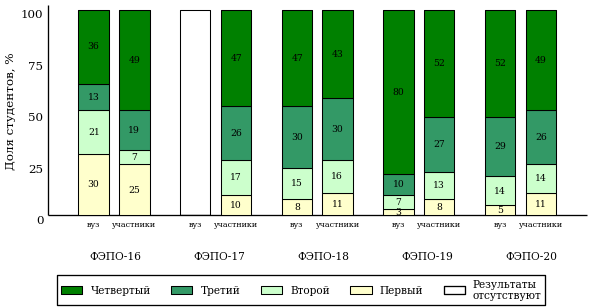 100
75
50
25
0
Доля студентов, %
36 49 47 47 43 80 52 52 49
13 19 26 30 30 10 27 29 26
21 7 17 15 16 7 13 14 14
30 25 10 8 11 3 8 5 11
вуз участники вуз участники вуз участники вуз участники вуз участники
ФЭПО-16 ФЭПО-17 ФЭПО-18 ФЭПО-19 ФЭПО-20
Четвертый Третий Второй Первый Результаты
отсутствуют